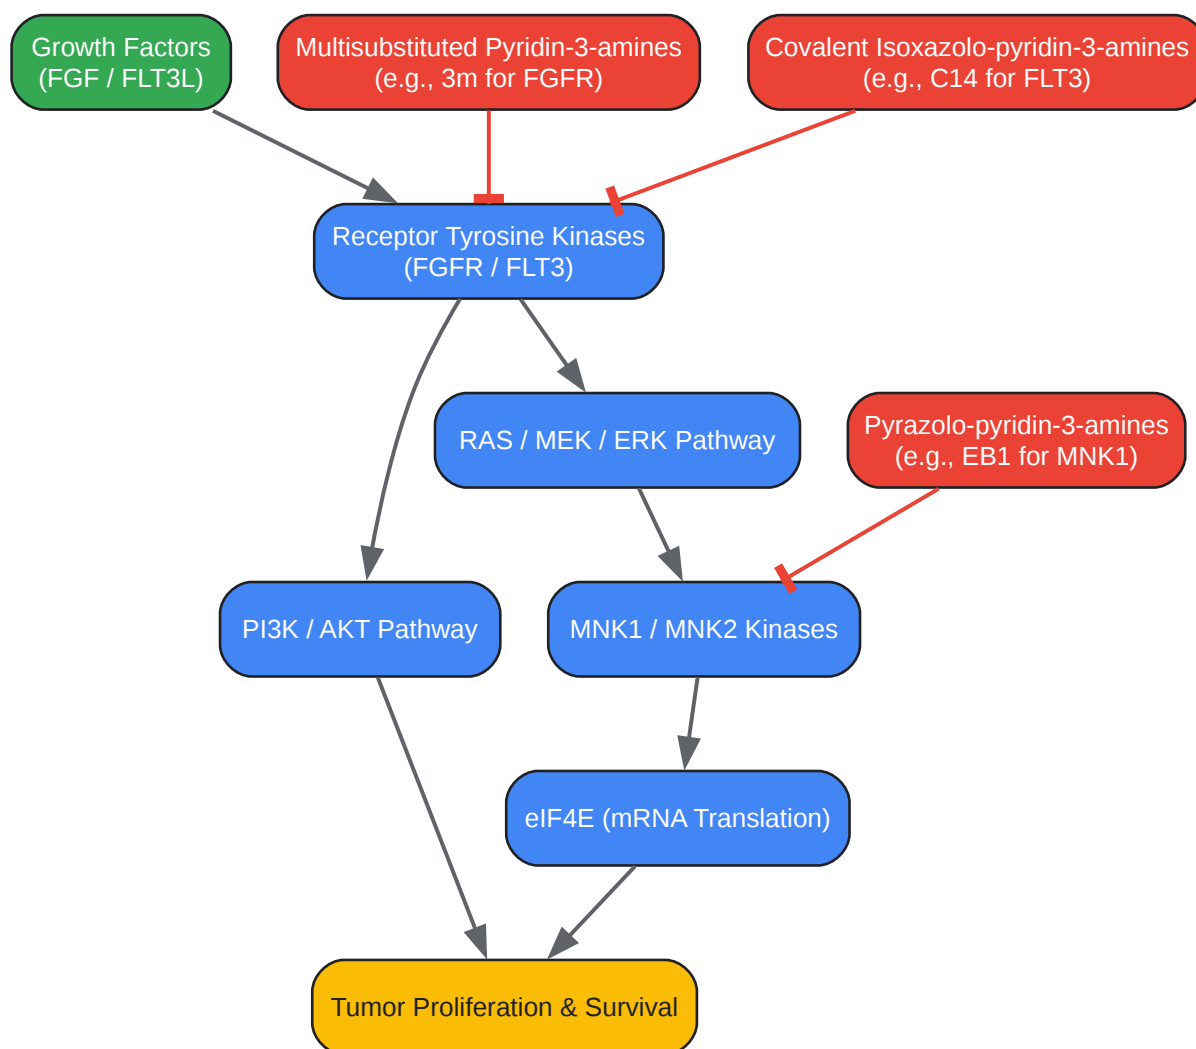 Growth Factors
(FGF / FLT3L)
Multisubstituted Pyridin-3-amines
(e.g., 3m for FGFR)
Covalent Isoxazolo-pyridin-3-amines
(e.g., C14 for FLT3)
Receptor Tyrosine Kinases
(FGFR / FLT3)
RAS / MEK / ERK Pathway
Pyrazolo-pyridin-3-amines
(e.g., EB1 for MNK1)
PI3K / AKT Pathway
MNK1 / MNK2 Kinases
eIF4E (mRNA Translation)
Tumor Proliferation & Survival